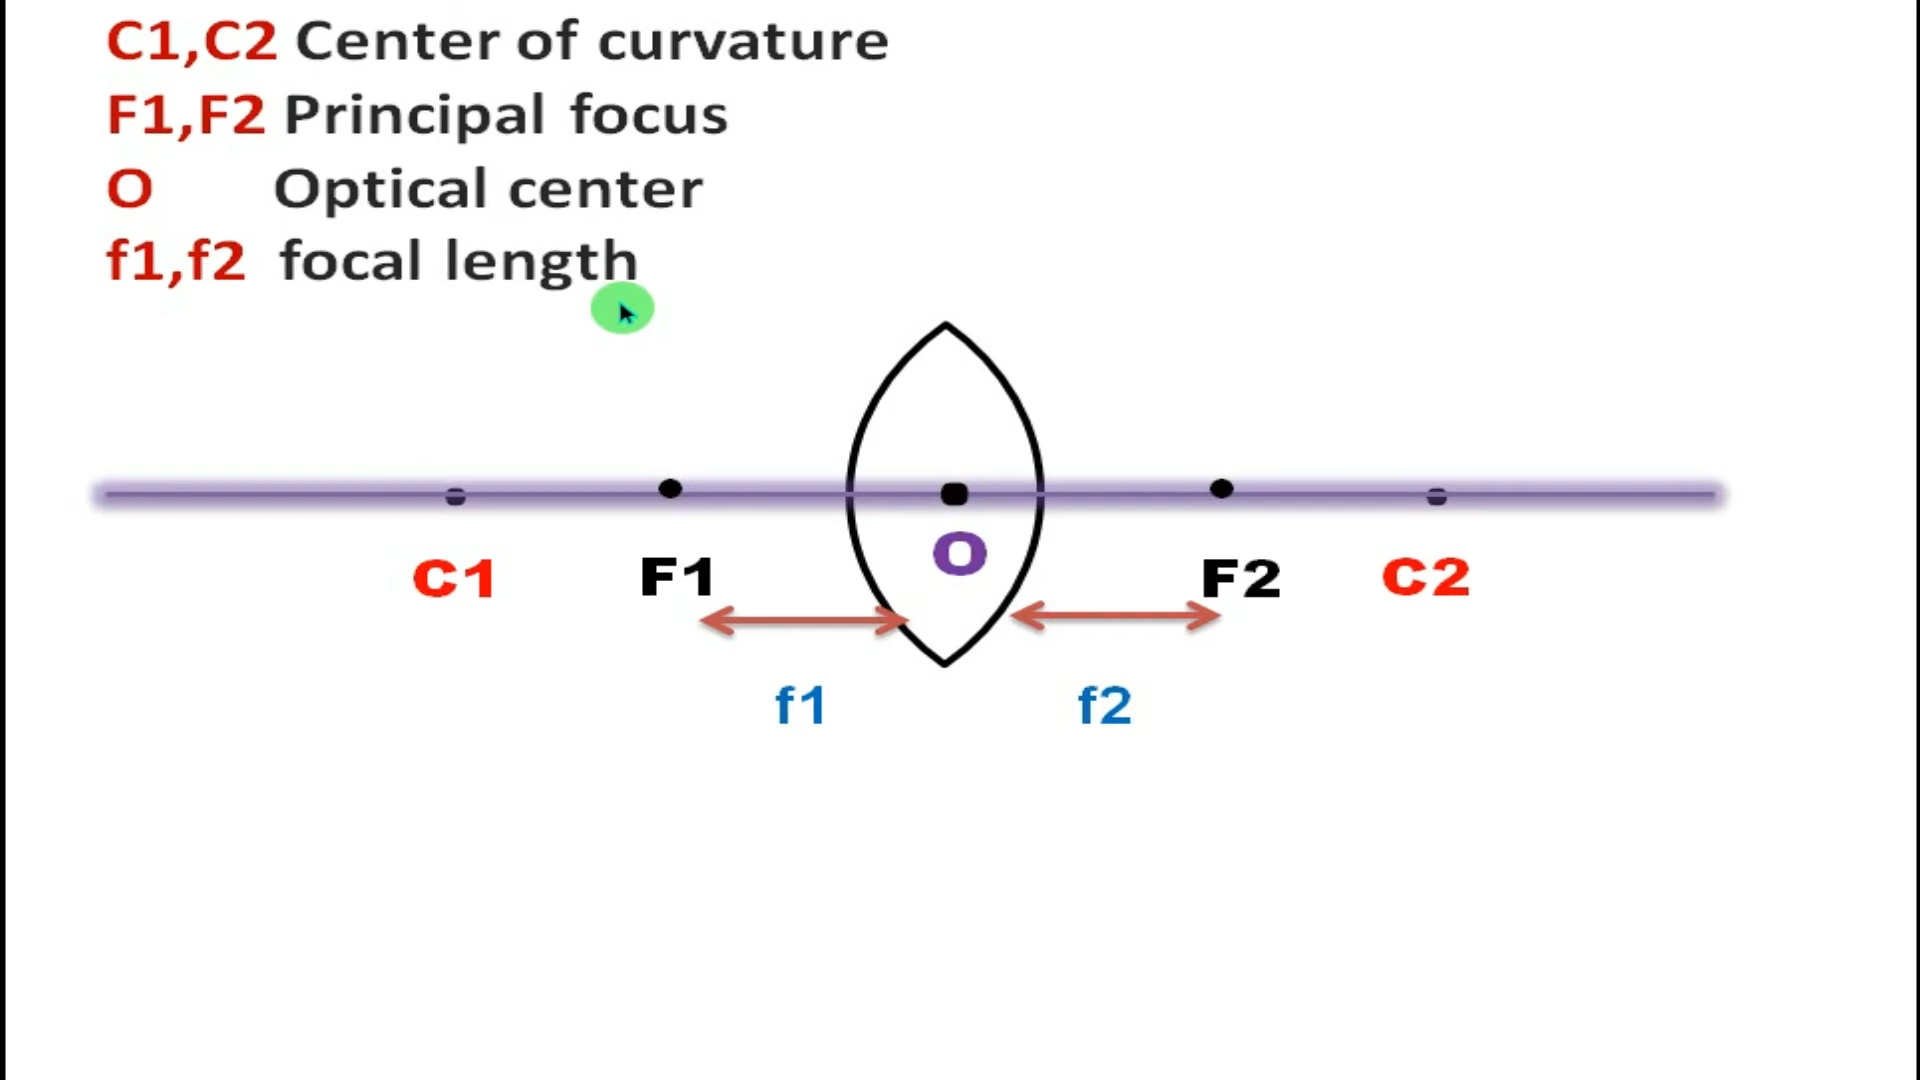 C1,C2 Center of curvature
F1,F2 Principal focus
O Optical center
f1,f2 focal length
O
C1 F1 F2 C2
f1 f2